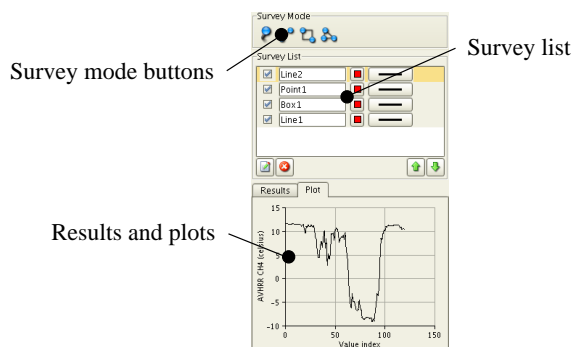 Survey Mode
Survey mode buttons
Survey list
Survey List
Line2
Point1
Box1
Line1
Results Plot
Results and plots
AVHRR CH4 (celsius)
15
10
5
0
-5
-10
0 50 100 150
Value index